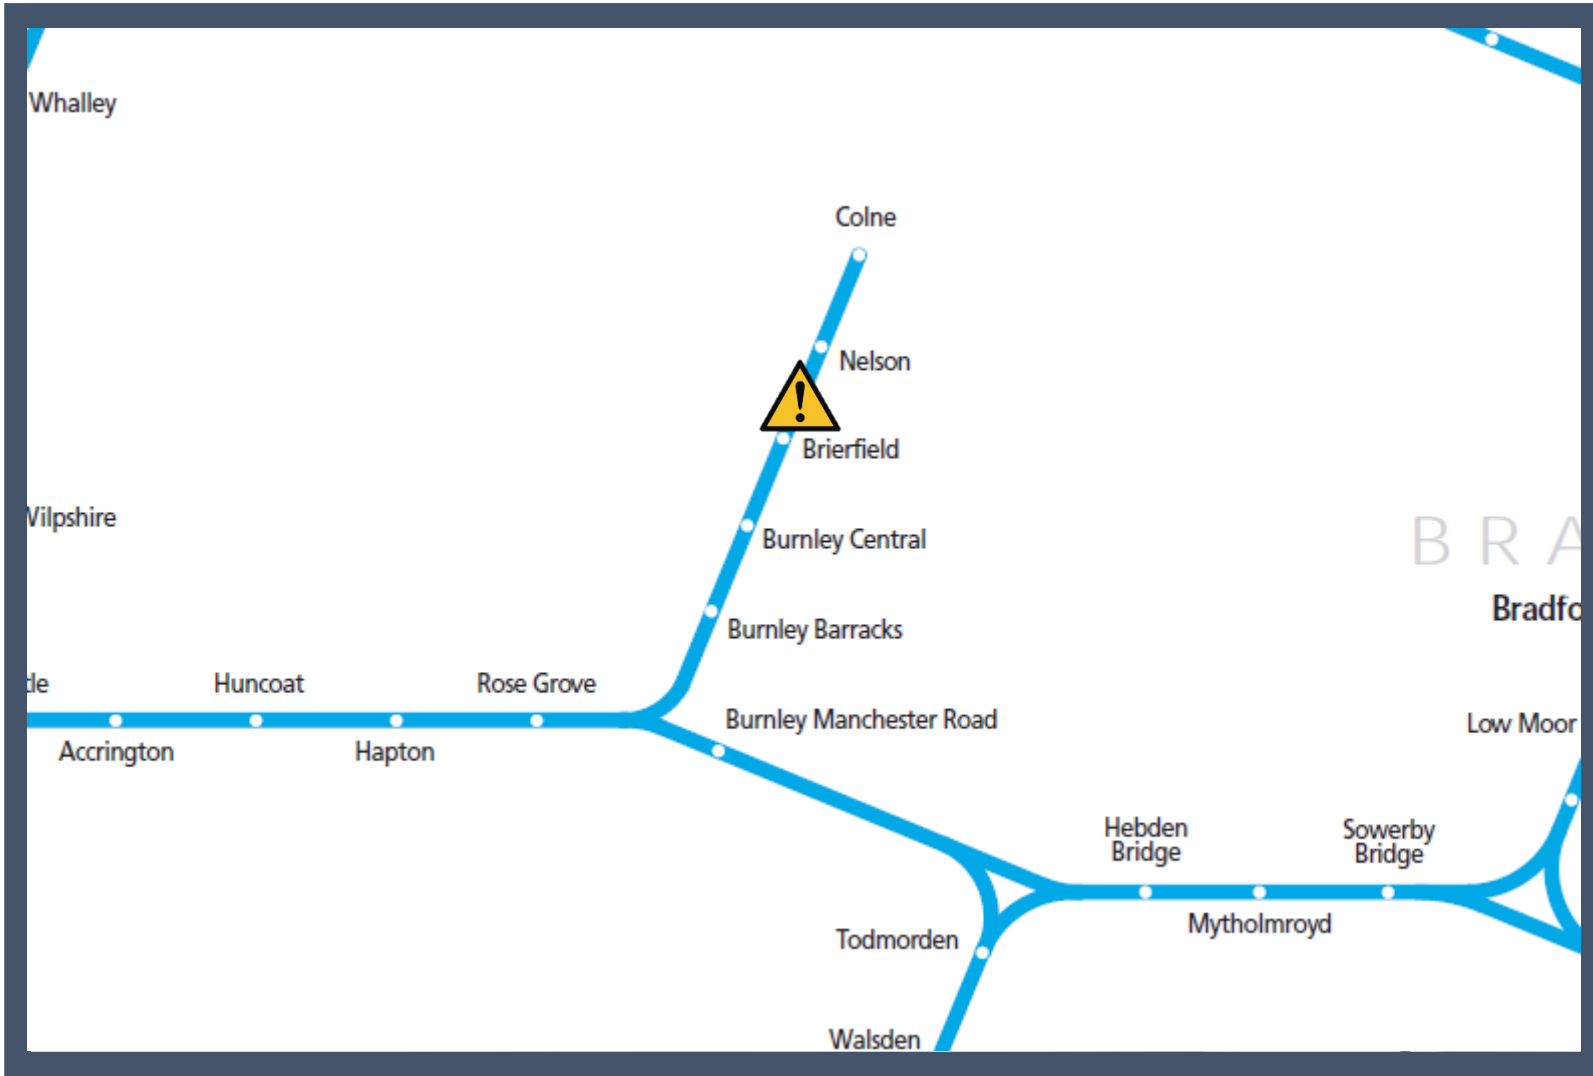 Whalley
Colne
Nelson
!
Brierfield
Vilpshire
Burnley Central
B R A
Bradfo
Burnley Barracks
Huncoat
Rose Grove
Burnley Manchester Road
Low Moor
Accrington
Hapton
Hebden
Bridge
Sowerby
Bridge
Mytholmroyd
Todmorden
Walsden